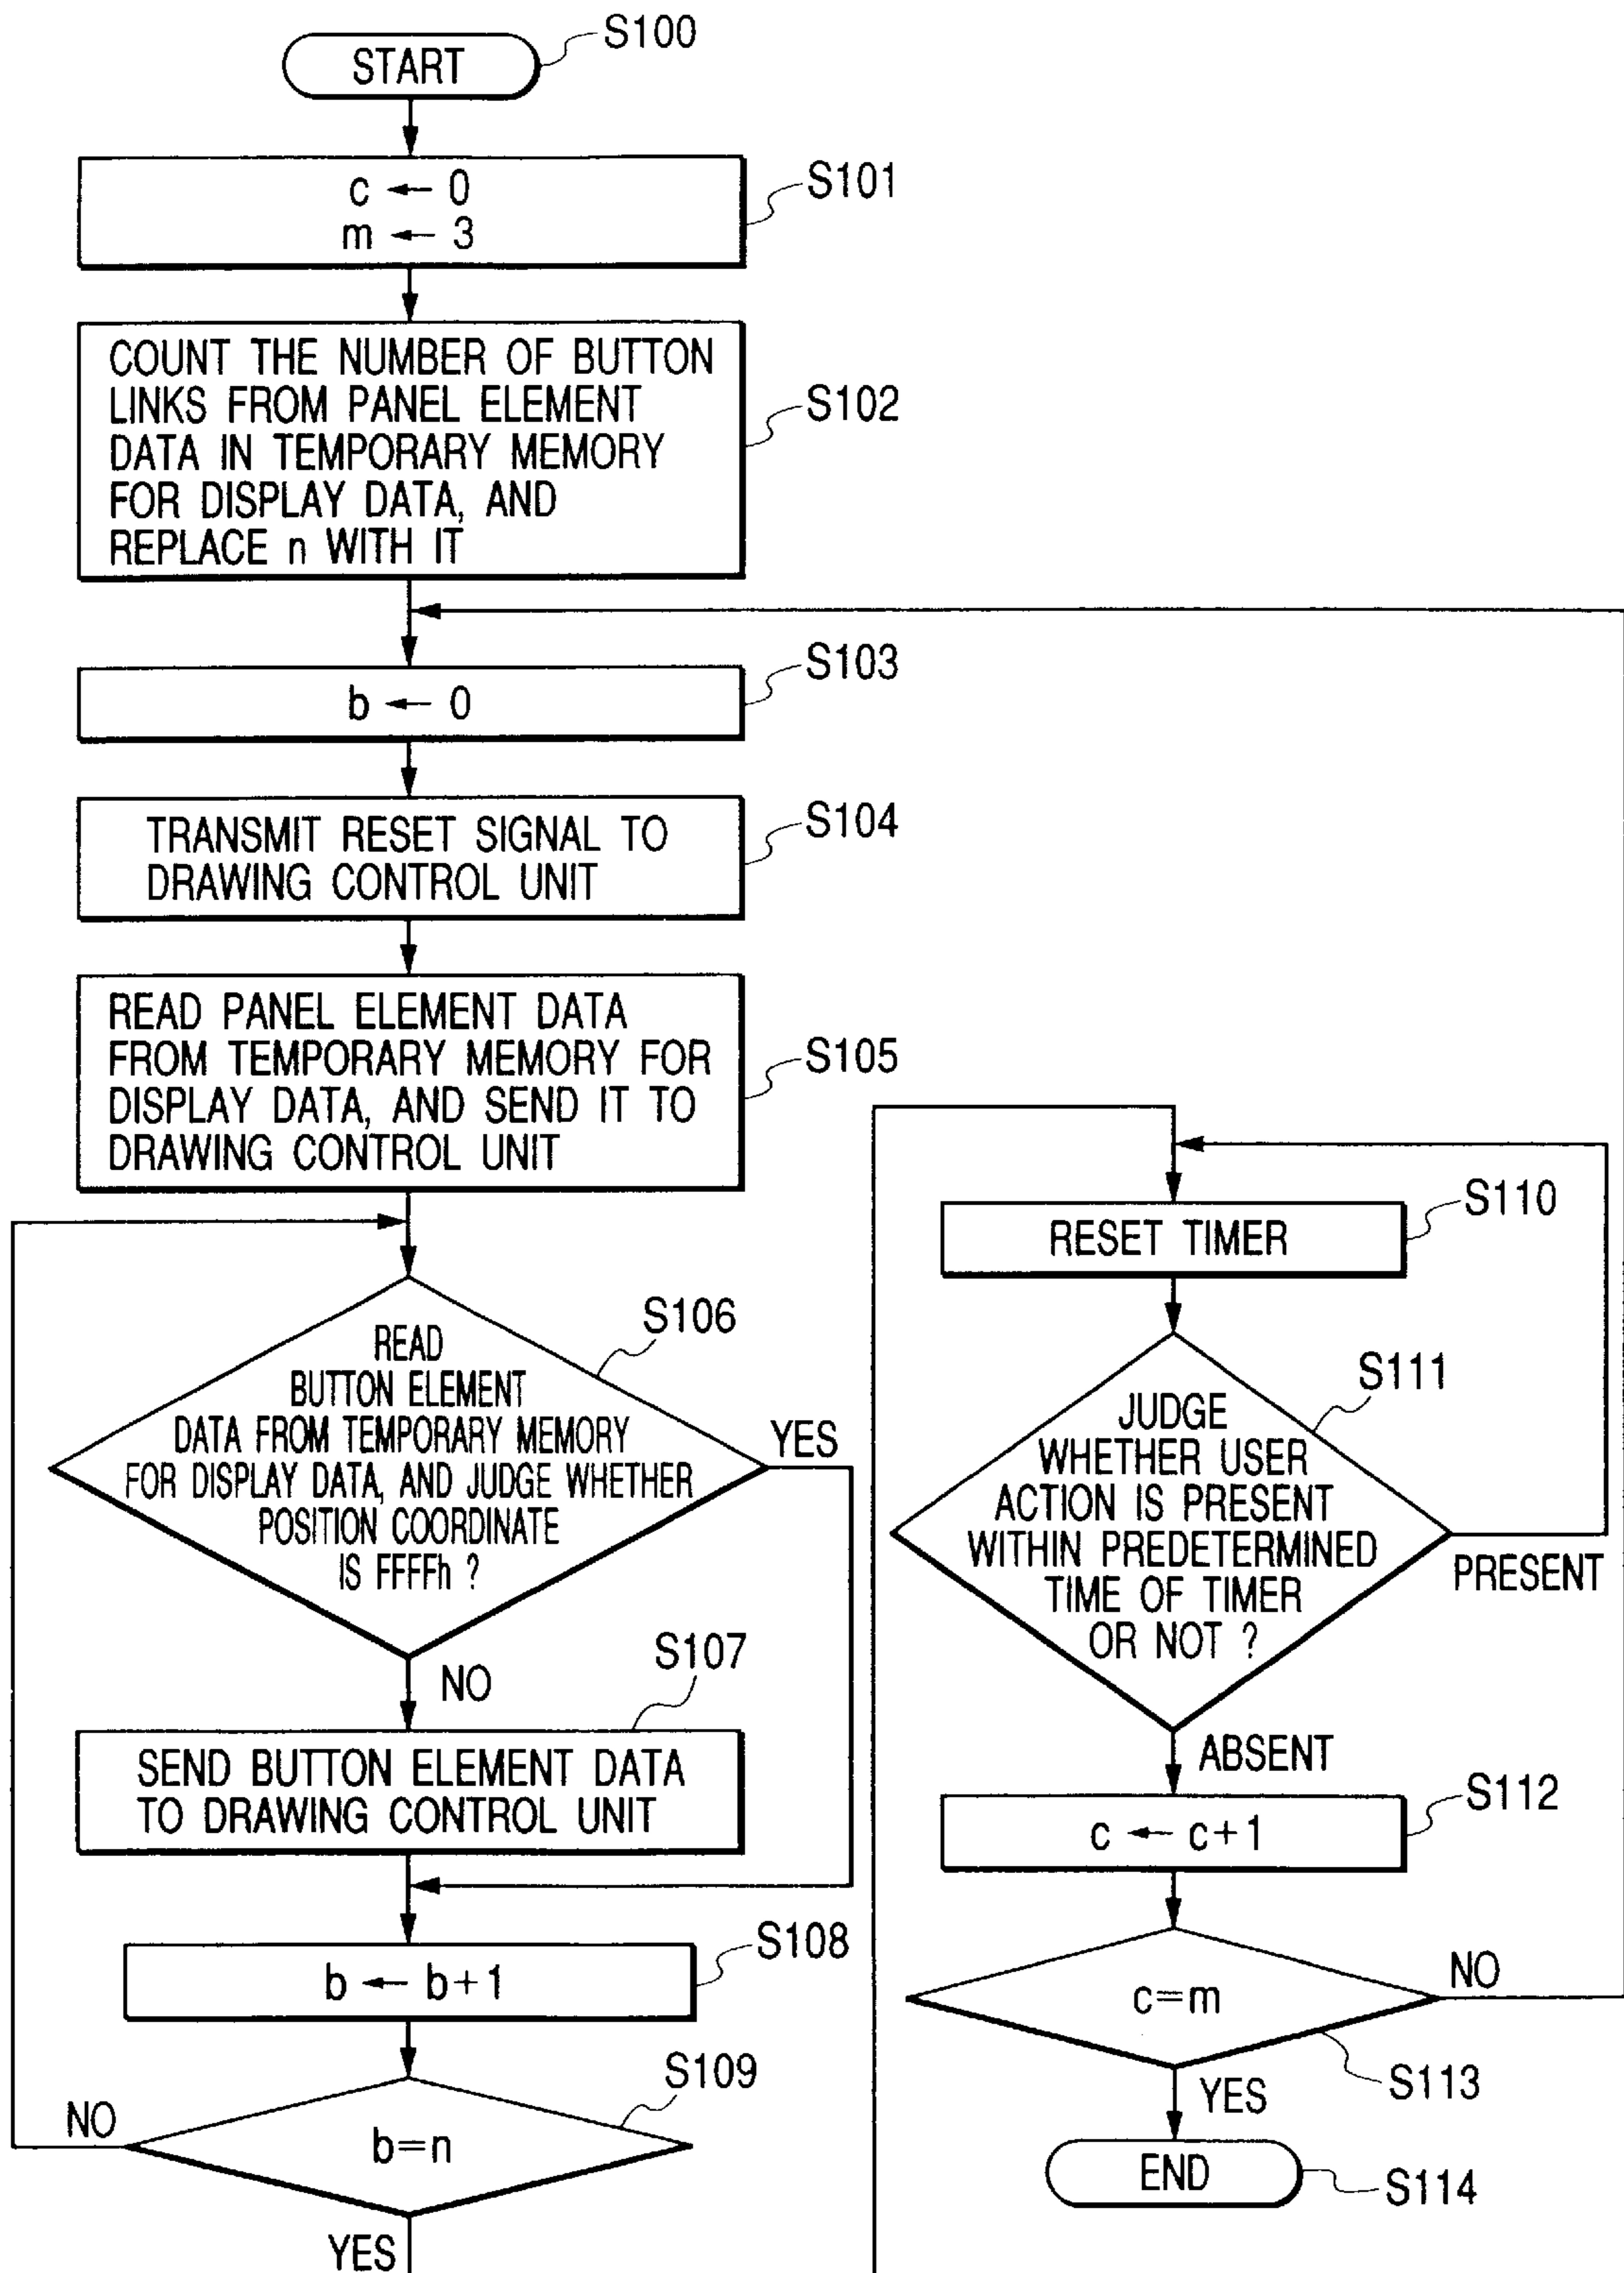 START
S100
c ← 0
m ← 3
S101
COUNT THE NUMBER OF BUTTON
LINKS FROM PANEL ELEMENT
DATA IN TEMPORARY MEMORY
FOR DISPLAY DATA, AND
REPLACE n WITH IT
S102
b ← 0
S103
TRANSMIT RESET SIGNAL TO
DRAWING CONTROL UNIT
S104
READ PANEL ELEMENT DATA
FROM TEMPORARY MEMORY FOR
DISPLAY DATA, AND SEND IT TO
DRAWING CONTROL UNIT
S105
READ
BUTTON ELEMENT
DATA FROM TEMPORARY MEMORY
FOR DISPLAY DATA, AND JUDGE WHETHER
POSITION COORDINATE
IS FFFFh ?
S106
YES
NO
SEND BUTTON ELEMENT DATA
TO DRAWING CONTROL UNIT
S107
b ← b+1
S108
b=n
S109
NO
YES
RESET TIMER
S110
JUDGE
WHETHER USER
ACTION IS PRESENT
WITHIN PREDETERMINED
TIME OF TIMER
OR NOT ?
S111
PRESENT
ABSENT
c ← c+1
S112
c=m
NO
S113
YES
END
S114